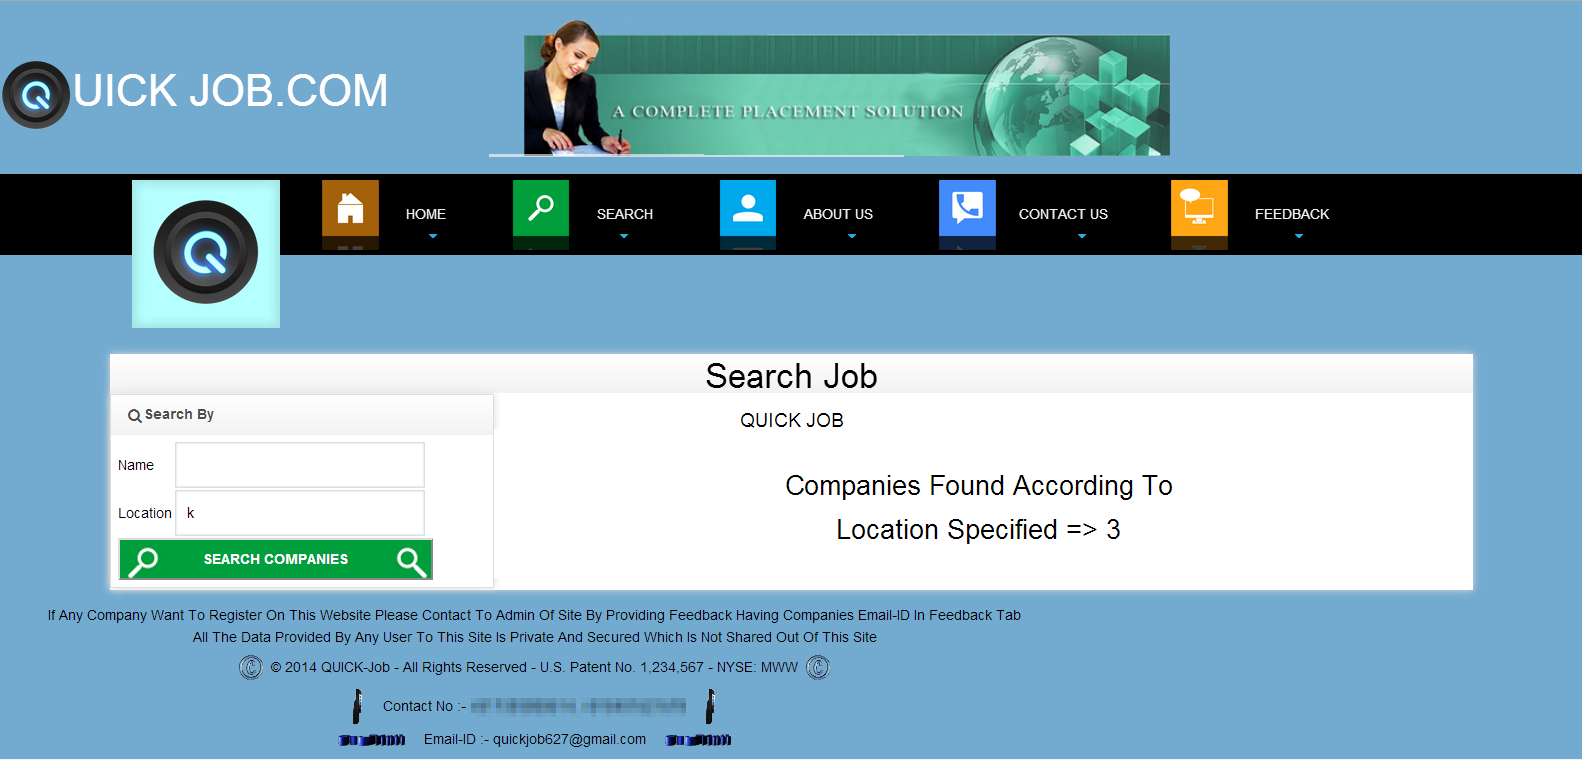 QUICK JOB.COM
A COMPLETE PLACEMENT SOLUTION
HOME
SEARCH
ABOUT US
CONTACT US
FEEDBACK
Search Job
Search By
QUICK JOB
Name
Location k
SEARCH COMPANIES
Companies Found According To
Location Specified => 3
If Any Company Want To Register On This Website Please Contact To Admin Of Site By Providing Feedback Having Companies Email-ID In Feedback Tab
All The Data Provided By Any User To This Site Is Private And Secured Which Is Not Shared Out Of This Site
© © 2014 QUICK-Job - All Rights Reserved - U.S. Patent No. 1,234,567 - NYSE: MWW ©
Contact No :-
Email-ID :- quickjob627@gmail.com